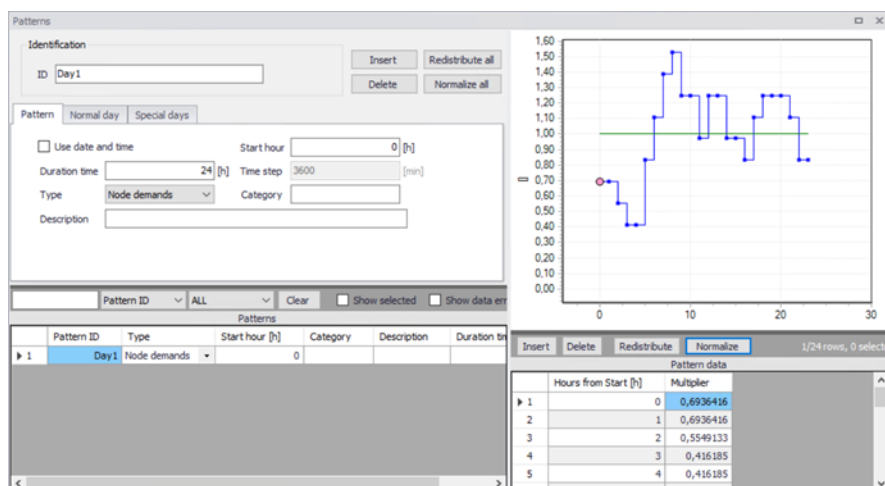 Patterns
Identification
ID Day1
Insert Redistribute all
Delete Normalize all
Pattern Normal day Special days
Use date and time Start hour 0 [h]
Duration time 24 [h] Time step 3600 [min]
Type Node demands Category
Description
Pattern ID ALL Clear Show selected Show data err
Patterns
Pattern ID Type Start hour [h] Category Description Duration tin
1 Day1 Node demands 0
1,60
1,50
1,40
1,30
1,20
1,10
1,00
0,90
0,80
0,70
0,60
0,50
0,40
0,30
0,20
0,10
0,00
[]
0 10 20 30
Insert Delete Redistribute Normalize 1/24 rows, 0 selecte
Pattern data
Hours from Start [h] Multiplier
1 0 0,6936416
2 1 0,6936416
3 2 0,5549133
4 3 0,416185
5 4 0,416185